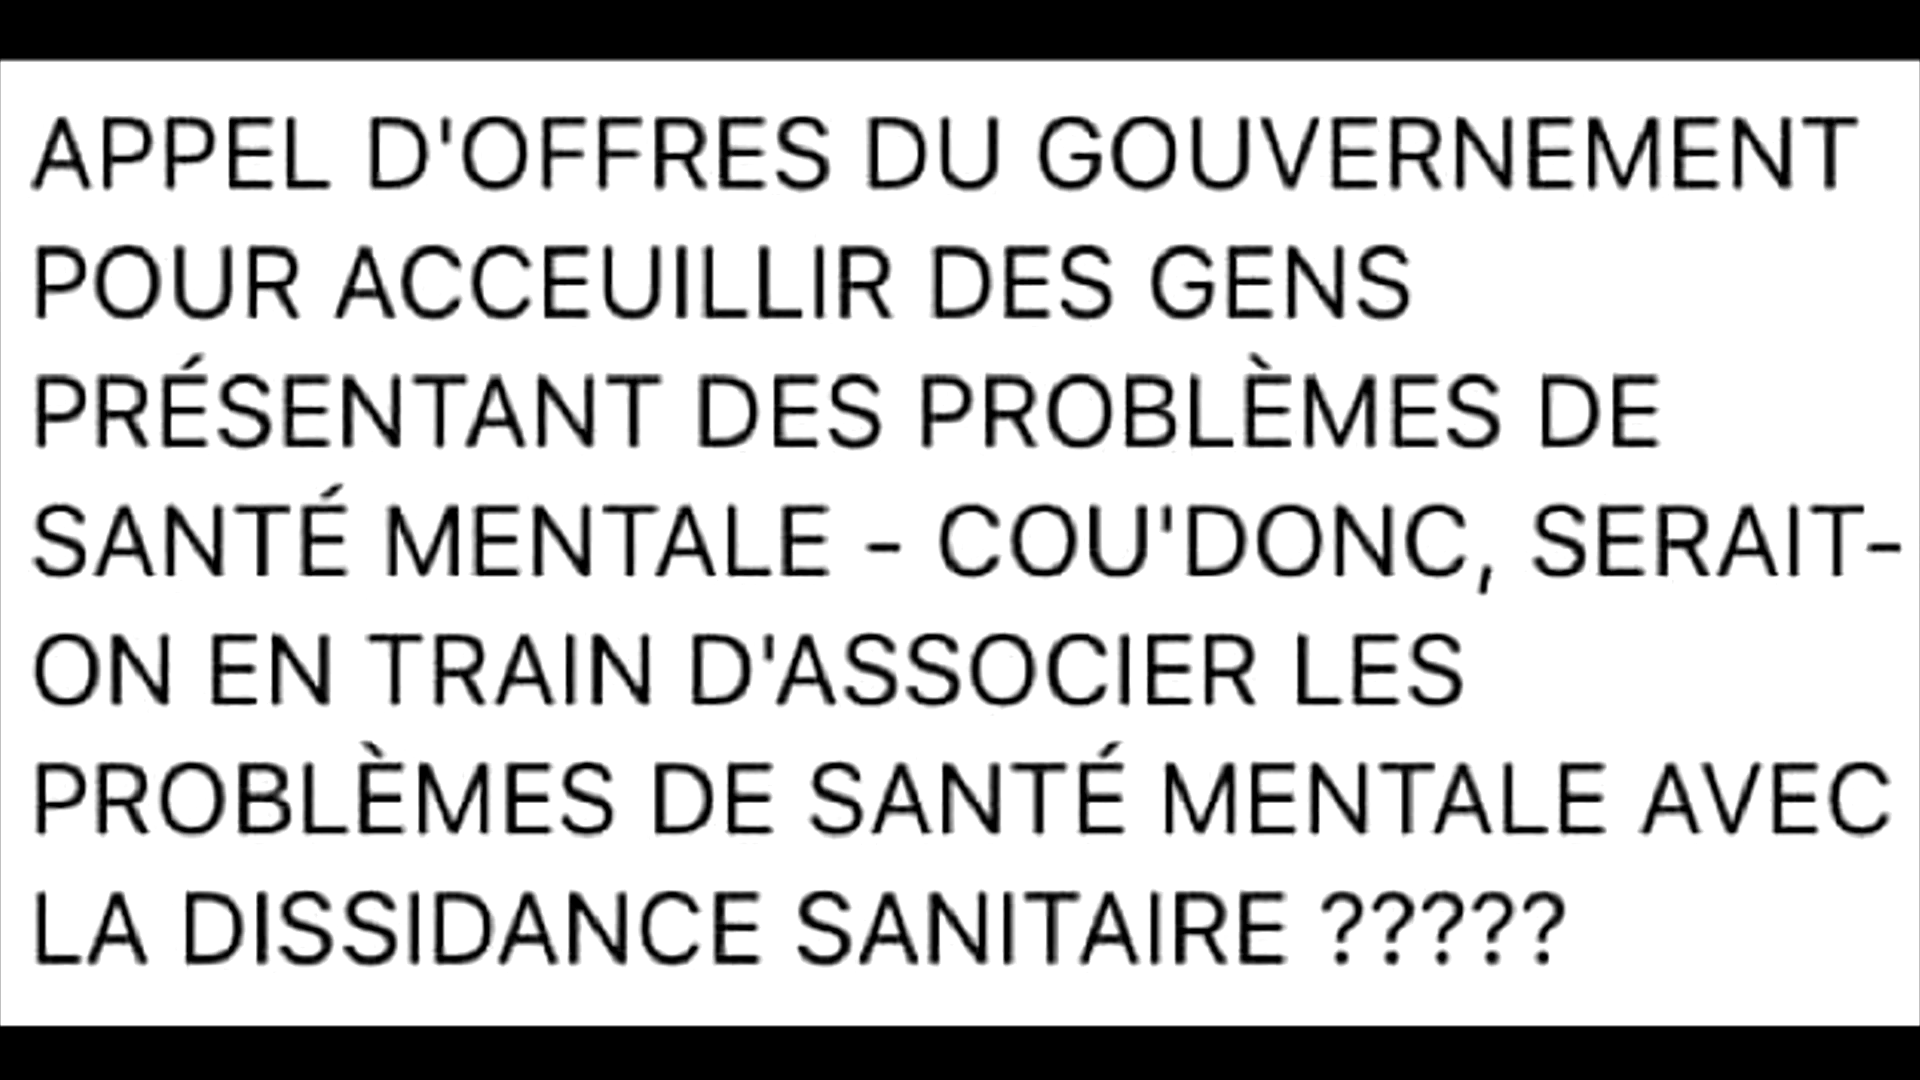 APPEL D'OFFRES DU GOUVERNEMENT
POUR ACCEUILLIR DES GENS
PRÉSENTANT DES PROBLÈMES DE
SANTÉ MENTALE - COU'DONC, SERAIT-
ON EN TRAIN D'ASSOCIER LES
PROBLÈMES DE SANTÉ MENTALE AVEC
LA DISSIDANCE SANITAIRE ?????